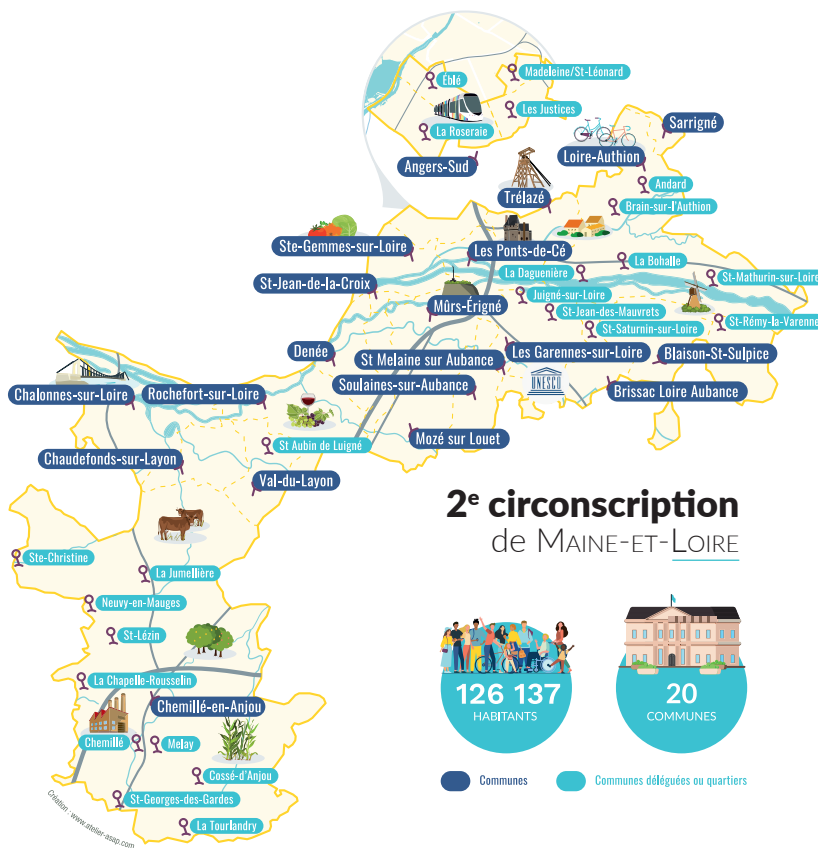 Éblé
Madeleine/St-Léonard
Les Justices
La Roseraie
Angers-Sud
Sarrigné
Loire-Authion
Trélazé
Andard
Brain-sur-l'Authion
Ste-Gemmes-sur-Loire
Les Ponts-de-Cé
La Bohalle
La Daguenière
St-Mathurin-sur-Loire
St-Jean-de-la-Croix
Juigné-sur-Loire
Mûrs-Érigné
St-Jean-des-Mauvrets
St-Rémy-la-Varenne
St-Saturnin-sur-Loire
Denée
St Melaine sur Aubance
Les Garennes-sur-Loire
Blaison-St-Sulpice
Soulaines-sur-Aubance
UNESCO
Brissac Loire Aubance
Chalonnes-sur-Loire
Rochefort-sur-Loire
Mozé sur Louet
St Aubin de Luigné
Chaudefonds-sur-Layon
Val-du-Layon
2e circonscription
de MAINE-ET-LOIRE
Ste-Christine
La Jumellière
Neuvy-en-Mauges
St-Lézin
La Chapelle-Rousselin
Chemillé-en-Anjou
Chemillé
Melay
Cossé-d'Anjou
St-Georges-des-Gardes
La Tourlandry
126 137
HABITANTS
20
COMMUNES
Communes
Communes déléguées ou quartiers
Création : www.atelier-asap.com